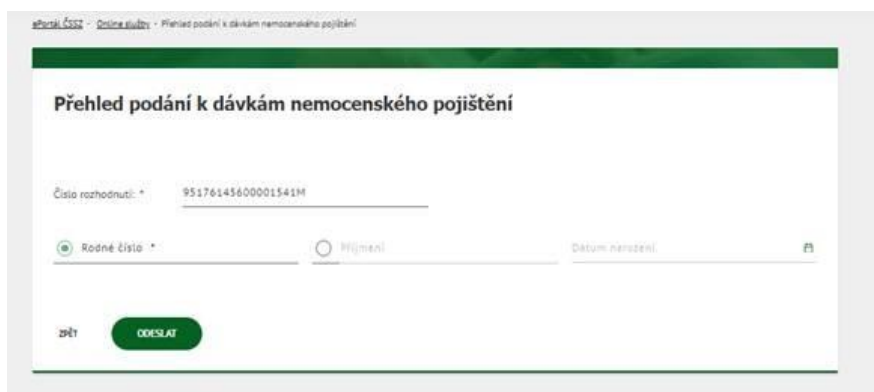 ePortál ČSSZ - Online služby - Přehled podání k dávkám nemocenského pojištění
Přehled podání k dávkám nemocenského pojištění
Číslo rozhodnutí: * 95176145600001541M
Rodné číslo * Příjmení Datum narození
ZPĚT ODESLAT